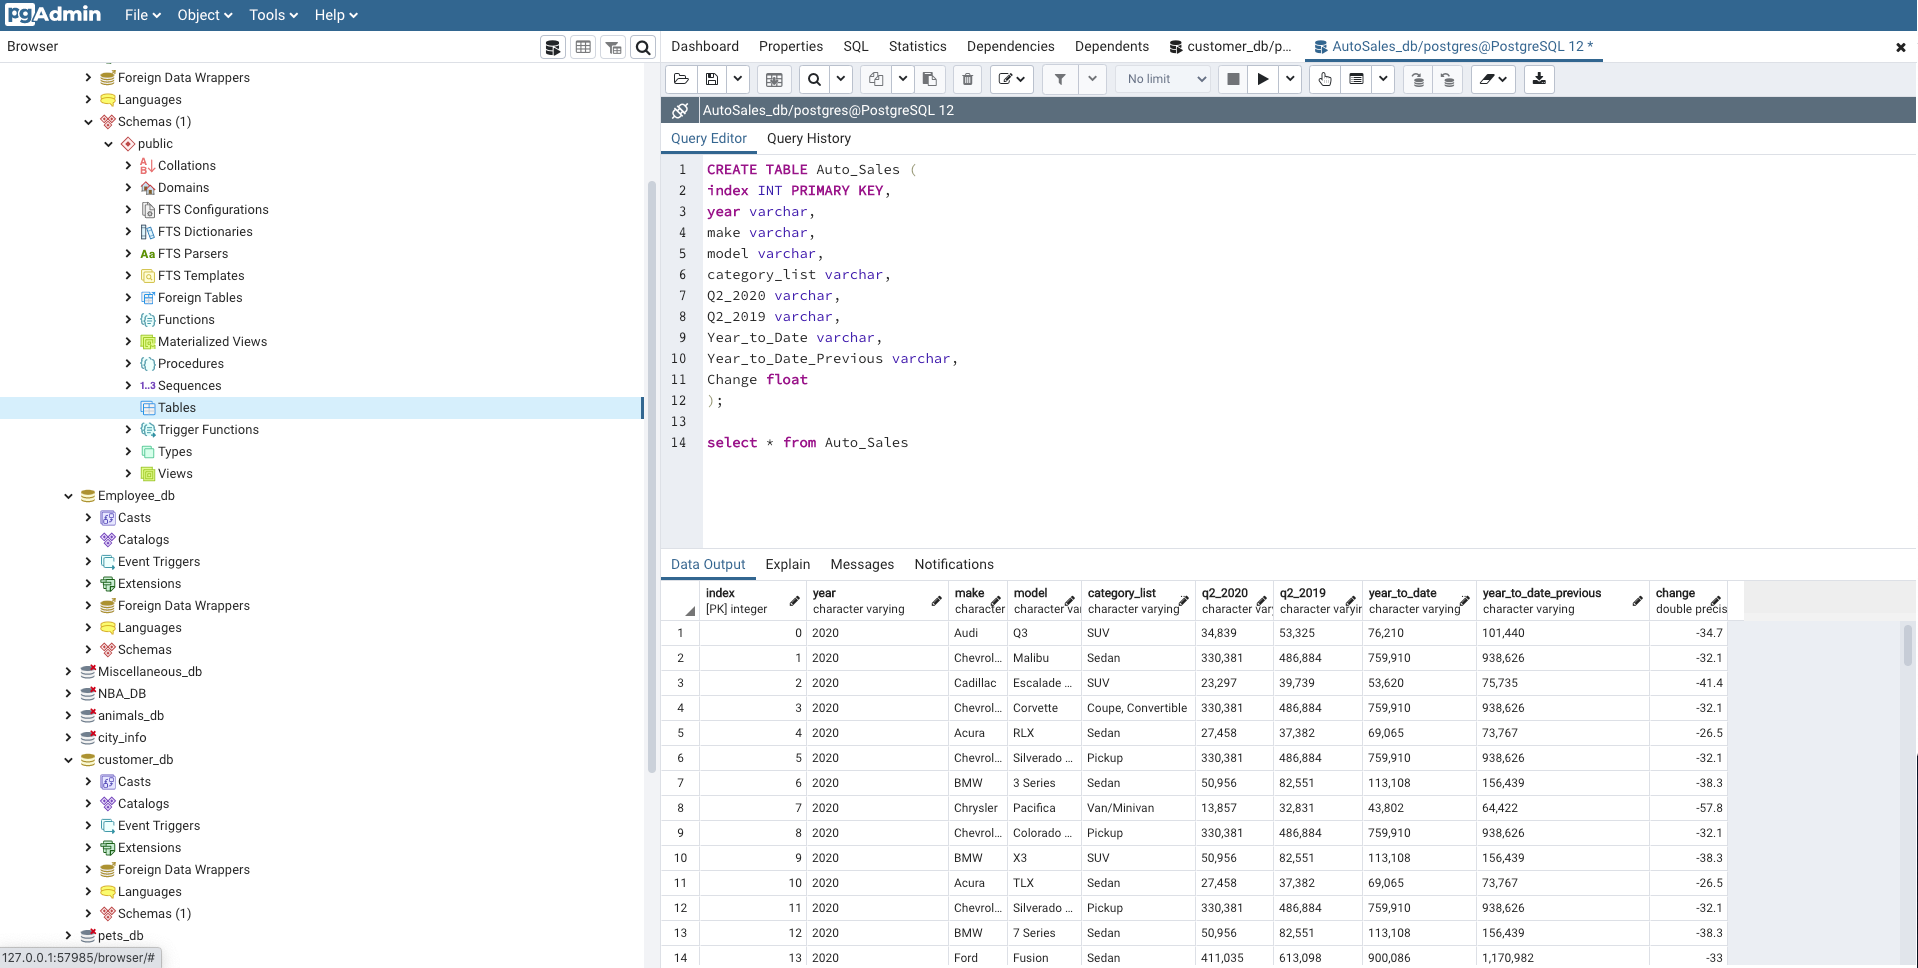 pgAdmin File Object Tools Help
Browser
Dashboard Properties SQL Statistics Dependencies Dependents customer_db/p... AutoSales_db/postgres@PostgreSQL 12 *
Foreign Data Wrappers
Languages
Schemas (1)
public
A
B
Collations
Domains
FTS Configurations
FTS Dictionaries
Aa FTS Parsers
FTS Templates
Foreign Tables
Functions
Materialized Views
Procedures
1..3 Sequences
Tables
Trigger Functions
Types
Views
Employee_db
Casts
Catalogs
Event Triggers
Extensions
Foreign Data Wrappers
Languages
Schemas
Miscellaneous_db
NBA_DB
animals_db
city_info
customer_db
Casts
Catalogs
Event Triggers
Extensions
Foreign Data Wrappers
Languages
Schemas (1)
pets_db
127.0.0.1:57985/browser/#
No limit
AutoSales_db/postgres@PostgreSQL 12
Query Editor Query History
1 CREATE TABLE Auto_Sales (
2 index INT PRIMARY KEY,
3 year varchar,
4 make varchar,
5 model varchar,
6 category_list varchar,
7 Q2_2020 varchar,
8 Q2_2019 varchar,
9 Year_to_Date varchar,
10 Year_to_Date_Previous varchar,
11 Change float
12 );
13
14 select * from Auto_Sales
Data Output Explain Messages Notifications
index year make model category_list q2_2020 q2_2019 year_to_date year_to_date_previous change
[PK] integer character varying character character var character varying character var character varyin character varying character varying double precis
1 0 2020 Audi Q3 SUV 34,839 53,325 76,210 101,440 -34.7
2 1 2020 Chevrol... Malibu Sedan 330,381 486,884 759,910 938,626 -32.1
3 2 2020 Cadillac Escalade ... SUV 23,297 39,739 53,620 75,735 -41.4
4 3 2020 Chevrol... Corvette Coupe, Convertible 330,381 486,884 759,910 938,626 -32.1
5 4 2020 Acura RLX Sedan 27,458 37,382 69,065 73,767 -26.5
6 5 2020 Chevrol... Silverado ... Pickup 330,381 486,884 759,910 938,626 -32.1
7 6 2020 BMW 3 Series Sedan 50,956 82,551 113,108 156,439 -38.3
8 7 2020 Chrysler Pacifica Van/Minivan 13,857 32,831 43,802 64,422 -57.8
9 8 2020 Chevrol... Colorado ... Pickup 330,381 486,884 759,910 938,626 -32.1
10 9 2020 BMW X3 SUV 50,956 82,551 113,108 156,439 -38.3
11 10 2020 Acura TLX Sedan 27,458 37,382 69,065 73,767 -26.5
12 11 2020 Chevrol... Silverado ... Pickup 330,381 486,884 759,910 938,626 -32.1
13 12 2020 BMW 7 Series Sedan 50,956 82,551 113,108 156,439 -38.3
14 13 2020 Ford Fusion Sedan 411,035 613,098 900,086 1,170,982 -33